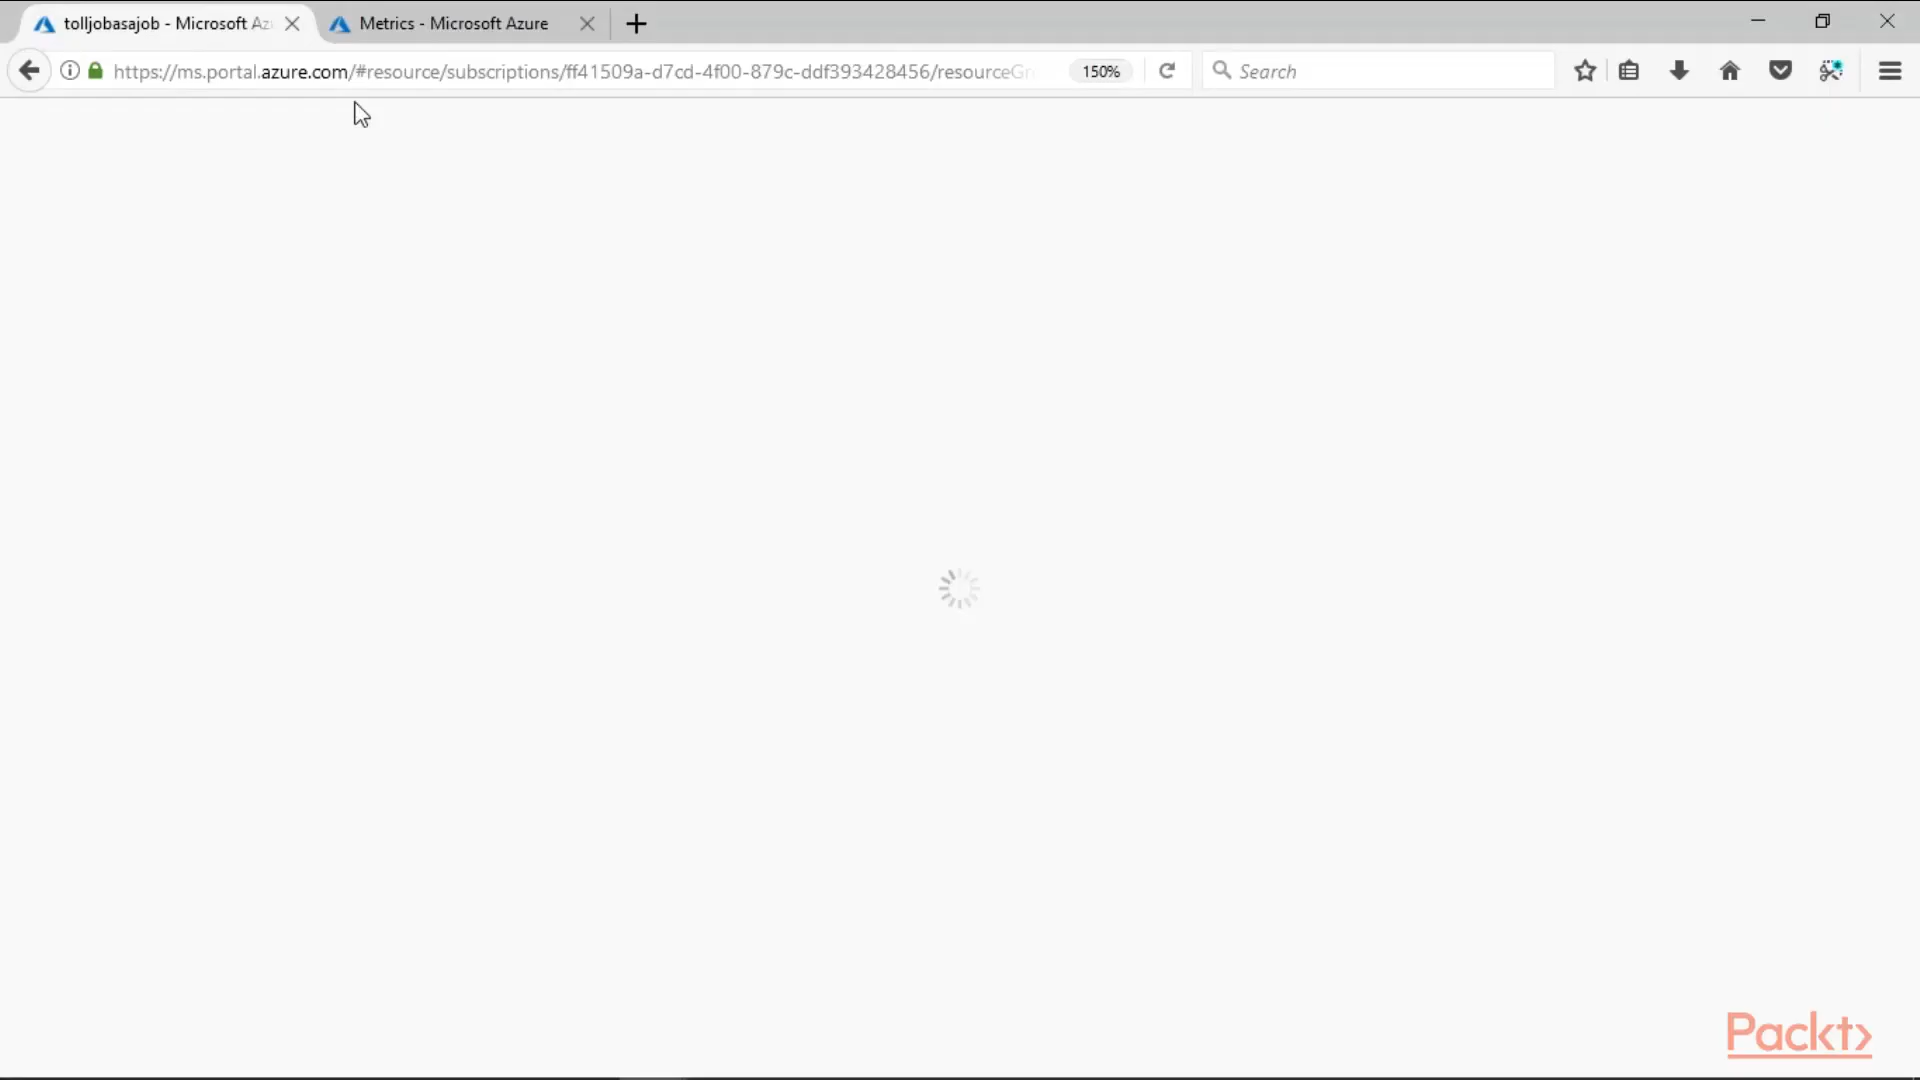 tolljobasajob - Microsoft Az
Metrics - Microsoft Azure
https://ms.portal.azure.com/#resource/subscriptions/ff41509a-d7cd-4f00-879c-ddf393428456/resourceGr
150%
Search
Packt>